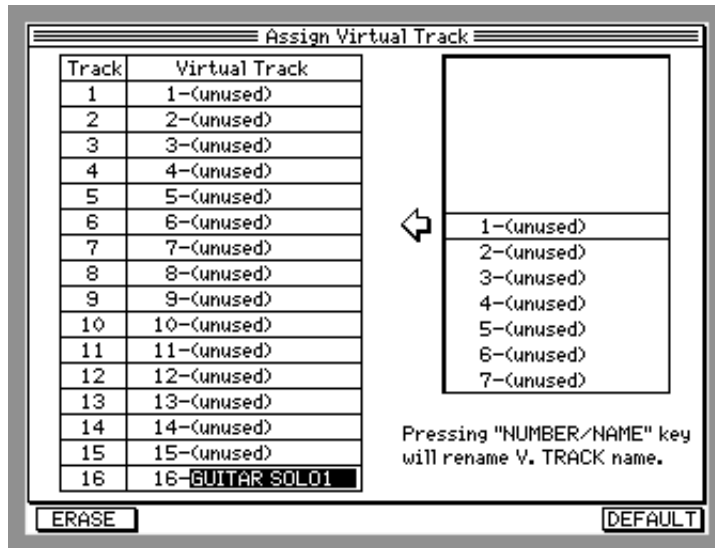 Assign Virtual Track
Track Virtual Track
1 1-(unused)
2 2-(unused)
3 3-(unused)
4 4-(unused)
5 5-(unused)
6 6-(unused)
7 7-(unused)
8 8-(unused)
9 9-(unused)
10 10-(unused)
11 11-(unused)
12 12-(unused)
13 13-(unused)
14 14-(unused)
15 15-(unused)
16 16-GUITAR SOLO1
1-(unused)
2-(unused)
3-(unused)
4-(unused)
5-(unused)
6-(unused)
7-(unused)
Pressing "NUMBER/NAME" key
will rename V. TRACK name.
ERASE
DEFAULT